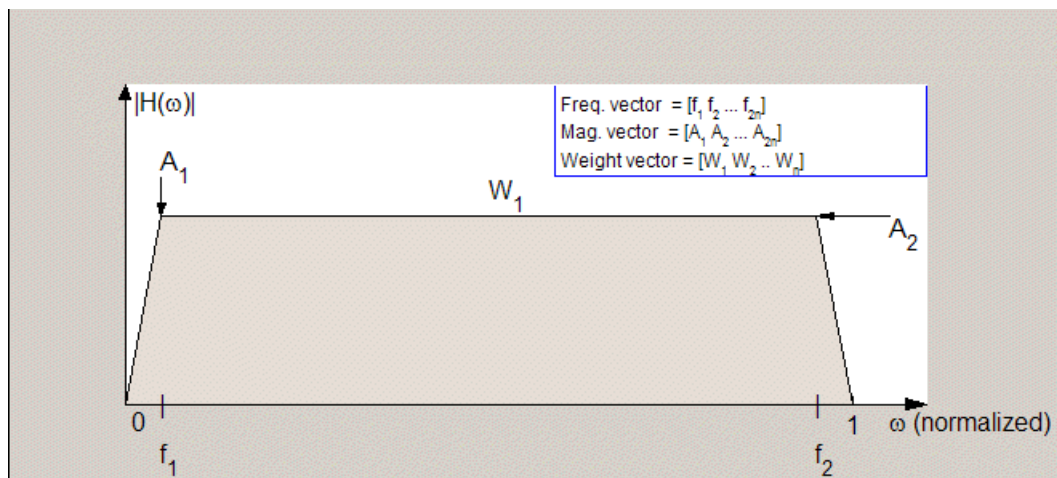 |H(ω)|
Freq. vector = [f₁ f₂ ... f₂ₙ]
Mag. vector = [A₁ A₂ ... A₂ₙ]
Weight vector = [W₁ W₂ .. Wₙ]
A₁
W₁
A₂
0
1
ω (normalized)
f₁
f₂